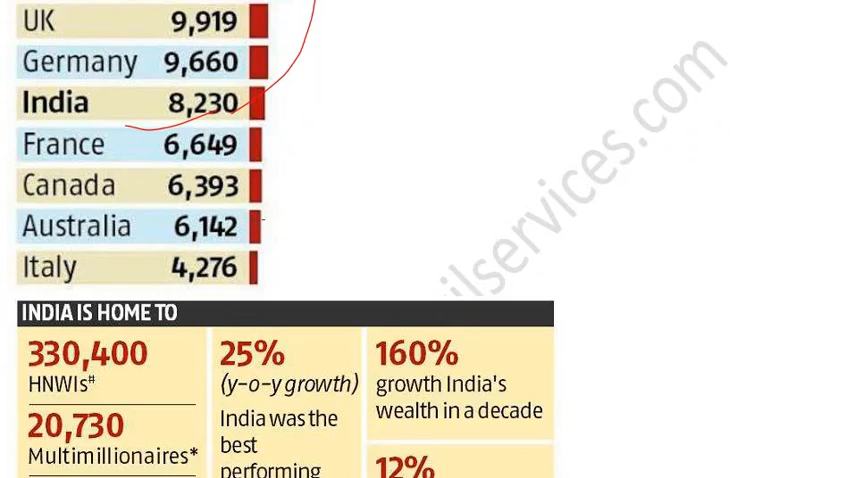 UK 9,919
Germany 9,660
India 8,230
France 6,649
Canada 6,393
Australia 6,142
Italy 4,276
ilservices.com
INDIA IS HOME TO
330,400
HNWIs#
20,730
Multimillionaires*
25%
(y-o-y growth)
India was the
best
performing
160%
growth India's
wealth in a decade
12%